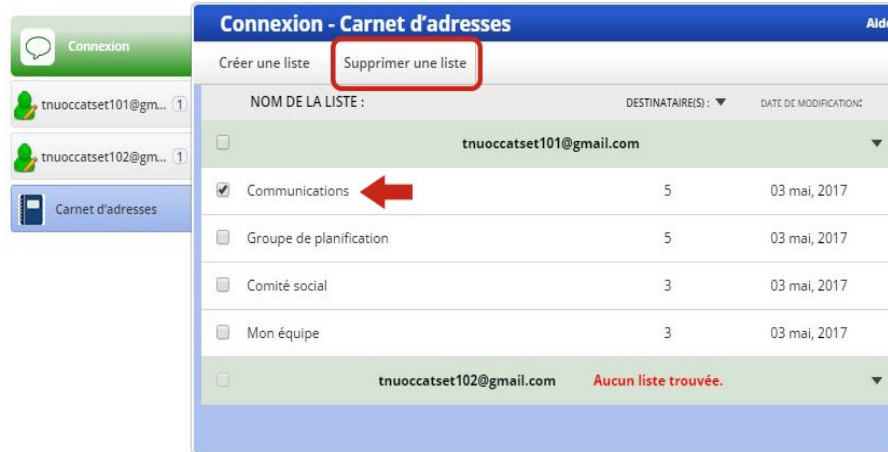 Connexion
tnuoccatset101@gm... 1
tnuoccatset102@gm... 1
Carnet d'adresses
Connexion - Carnet d'adresses Aide
Créer une liste Supprimer une liste
NOM DE LA LISTE : DESTINATAIRE(S) : ▼ DATE DE MODIFICATION:
tnuoccatset101@gmail.com ▼
Communications 5 03 mai, 2017
Groupe de planification 5 03 mai, 2017
Comité social 3 03 mai, 2017
Mon équipe 3 03 mai, 2017
tnuoccatset102@gmail.com Aucun liste trouvée. ▼